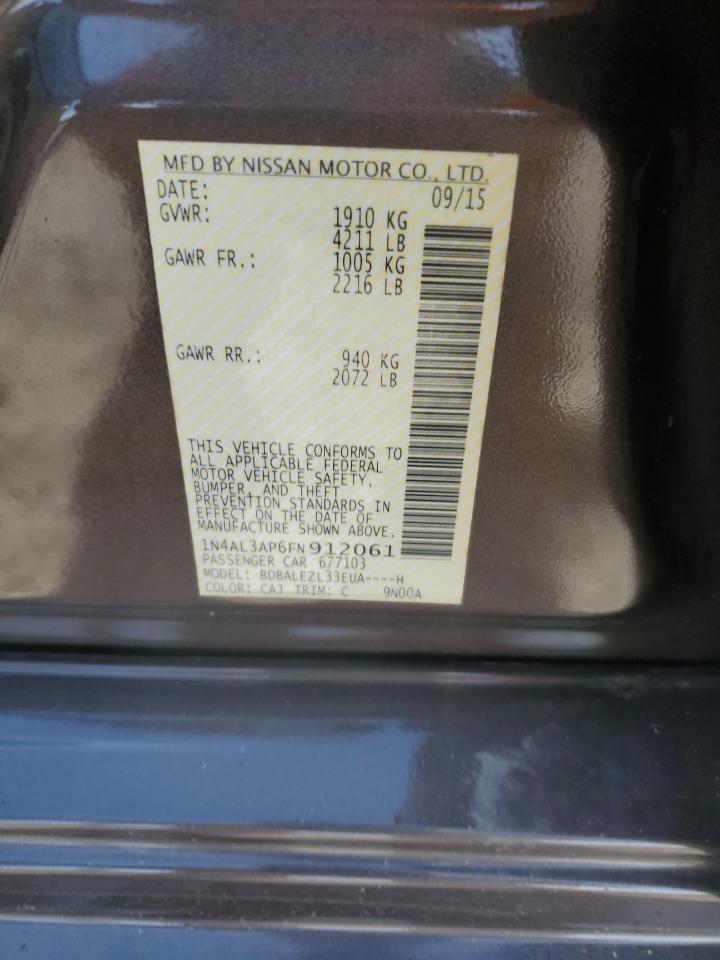 MFD BY NISSAN MOTOR CO., LTD.
DATE: 09/15
GVWR: 1910 KG
4211 LB
GAWR FR.: 1005 KG
2216 LB
GAWR RR.: 940 KG
2072 LB
THIS VEHICLE CONFORMS TO
ALL APPLICABLE FEDERAL
MOTOR VEHICLE SAFETY,
BUMPER, AND THEFT
PREVENTION STANDARDS IN
EFFECT ON THE DATE OF
MANUFACTURE SHOWN ABOVE.
1N4AL3AP6FN912061
PASSENGER CAR 677103
MODEL: BDBALEZL33EUA----H
COLOR: CAJ TRIM: C 9N00A